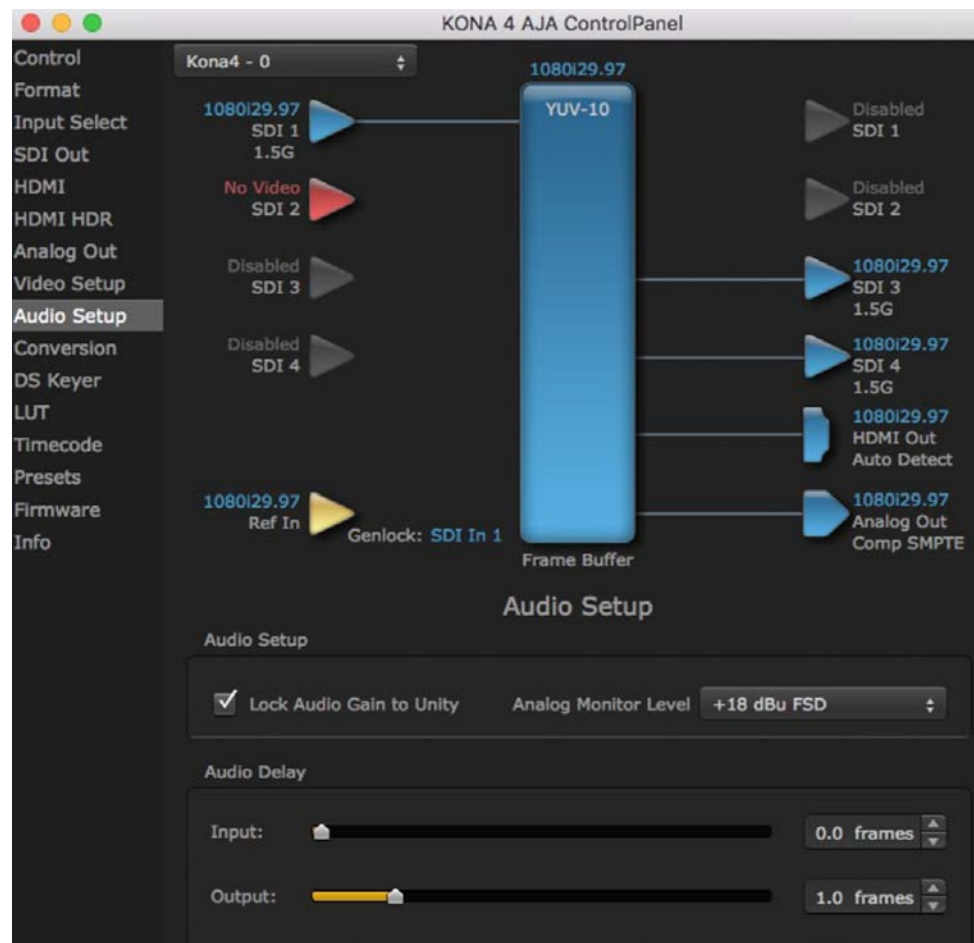 KONA 4 AJA ControlPanel
Control
Format
Input Select
SDI Out
HDMI
HDMI HDR
Analog Out
Video Setup
Audio Setup
Conversion
DS Keyer
LUT
Timecode
Presets
Firmware
Info
Kona4 - 0
1080i29.97
SDI 1
1.5G
No Video
SDI 2
Disabled
SDI 3
Disabled
SDI 4
1080i29.97
Ref In
Genlock: SDI In 1
1080i29.97
YUV-10
Frame Buffer
Disabled
SDI 1
Disabled
SDI 2
1080i29.97
SDI 3
1.5G
1080i29.97
SDI 4
1.5G
1080i29.97
HDMI Out
Auto Detect
1080i29.97
Analog Out
Comp SMPTE
Audio Setup
Audio Setup
Lock Audio Gain to Unity Analog Monitor Level +18 dBu FSD
Audio Delay
Input: 0.0 frames
Output: 1.0 frames